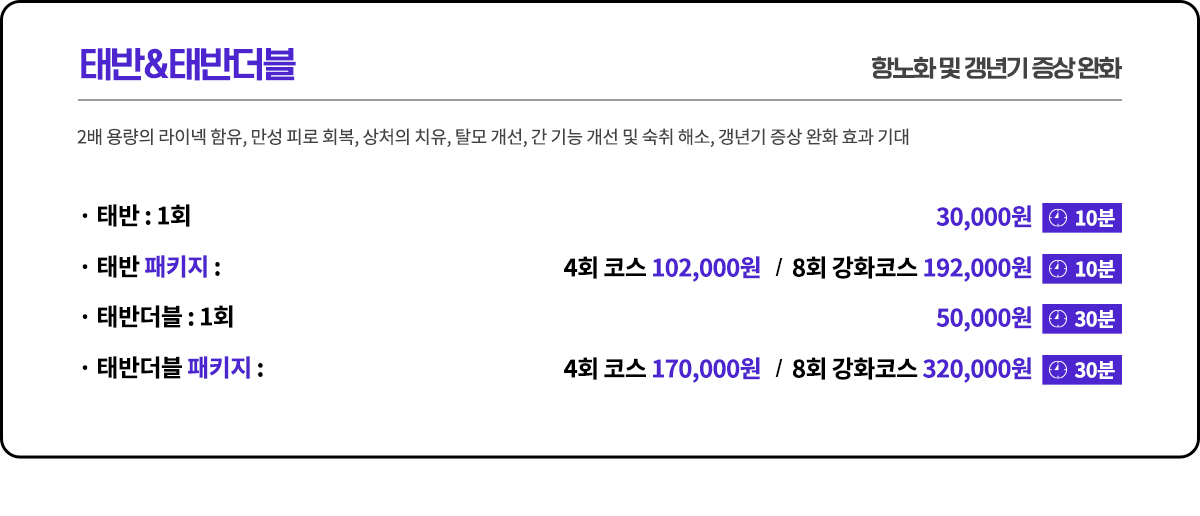 태반&태반더블 항노화 및 갱년기 증상 완화
2배 용량의 라이넥 함유, 만성 피로 회복, 상처의 치유, 탈모 개선, 간 기능 개선 및 숙취 해소, 갱년기 증상 완화 효과 기대
· 태반 : 1회 30,000원 10분
· 태반 패키지 : 4회 코스 102,000원 / 8회 강화코스 192,000원 10분
· 태반더블 : 1회 50,000원 30분
· 태반더블 패키지 : 4회 코스 170,000원 / 8회 강화코스 320,000원 30분